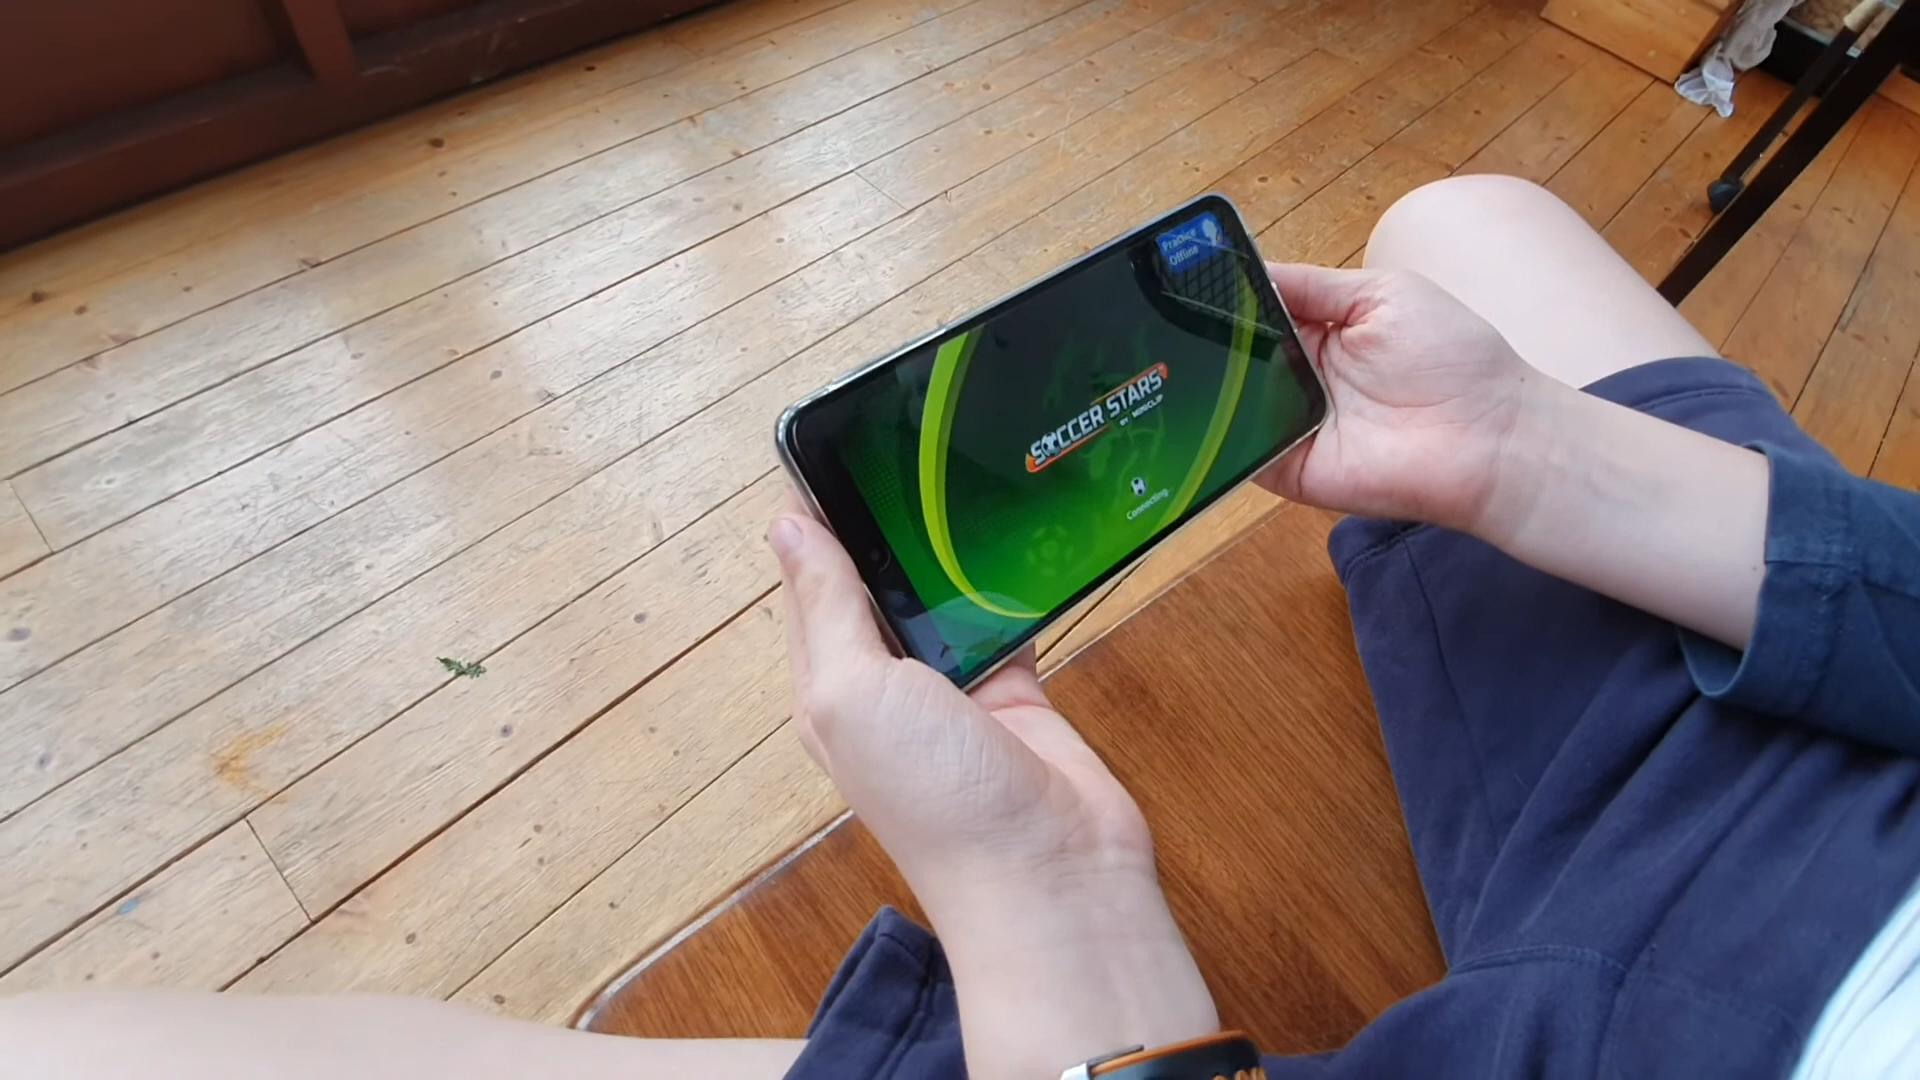 Practice
Offline
SOCCER STARS
BY MINICLIP
Connecting.